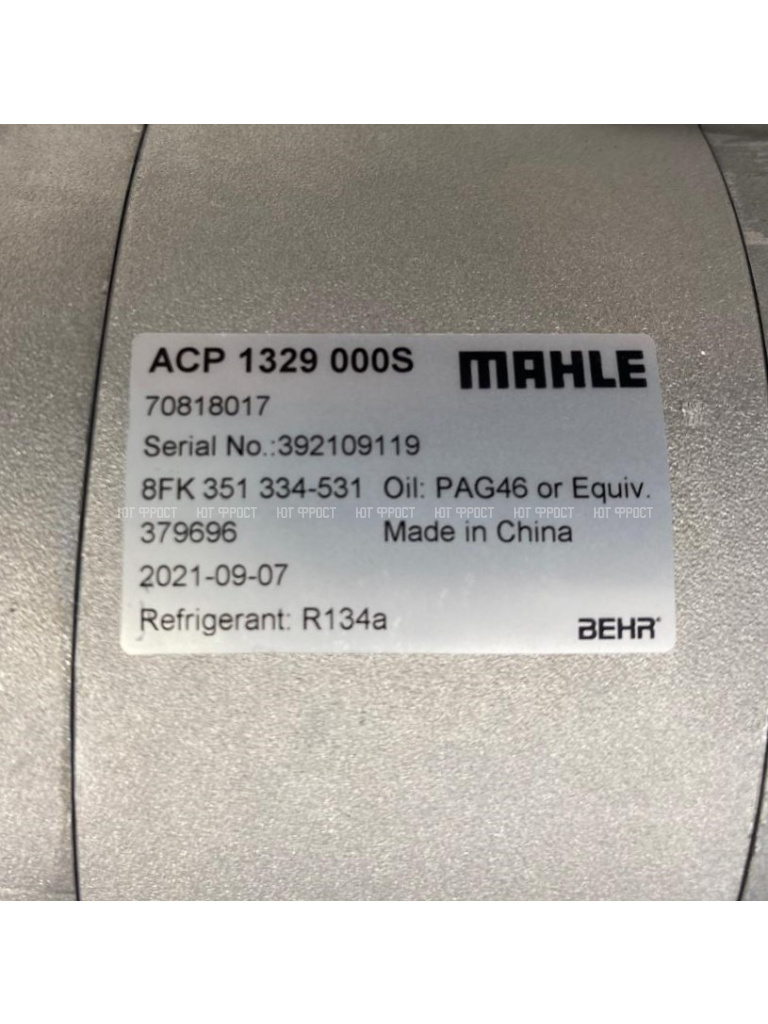 ACP 1329 000S MAHLE
70818017
Serial No.:392109119
8FK 351 334-531 Oil: PAG46 or Equiv.
ЮГ ФРОСТ ЮГ ФРОСТ ЮГ ФРОСТ ЮГ ФРОСТ ЮГ ФРОСТ ЮГ ФРОСТ ЮГ ФРОСТ
379696 Made in China
2021-09-07
Refrigerant: R134a
BEHR